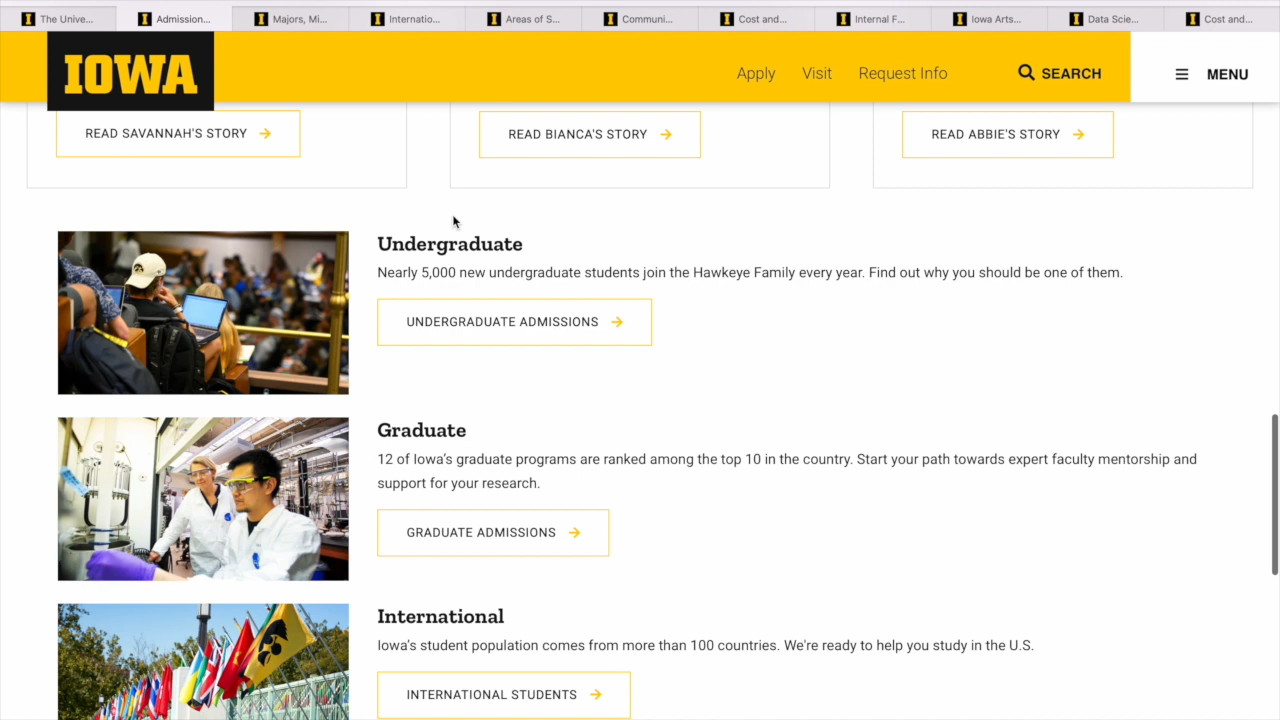 The Unive...
Admission...
Majors, Mi...
Internatio...
Areas of S...
Communi...
Cost and...
Internal F...
Iowa Arts...
Data Scie...
Cost and...
IOWA
Apply
Visit
Request Info
SEARCH
MENU
READ SAVANNAH'S STORY
READ BIANCA'S STORY
READ ABBIE'S STORY
Undergraduate
Nearly 5,000 new undergraduate students join the Hawkeye Family every year. Find out why you should be one of them.
UNDERGRADUATE ADMISSIONS
Graduate
12 of Iowa’s graduate programs are ranked among the top 10 in the country. Start your path towards expert faculty mentorship and
support for your research.
GRADUATE ADMISSIONS
International
Iowa’s student population comes from more than 100 countries. We're ready to help you study in the U.S.
INTERNATIONAL STUDENTS